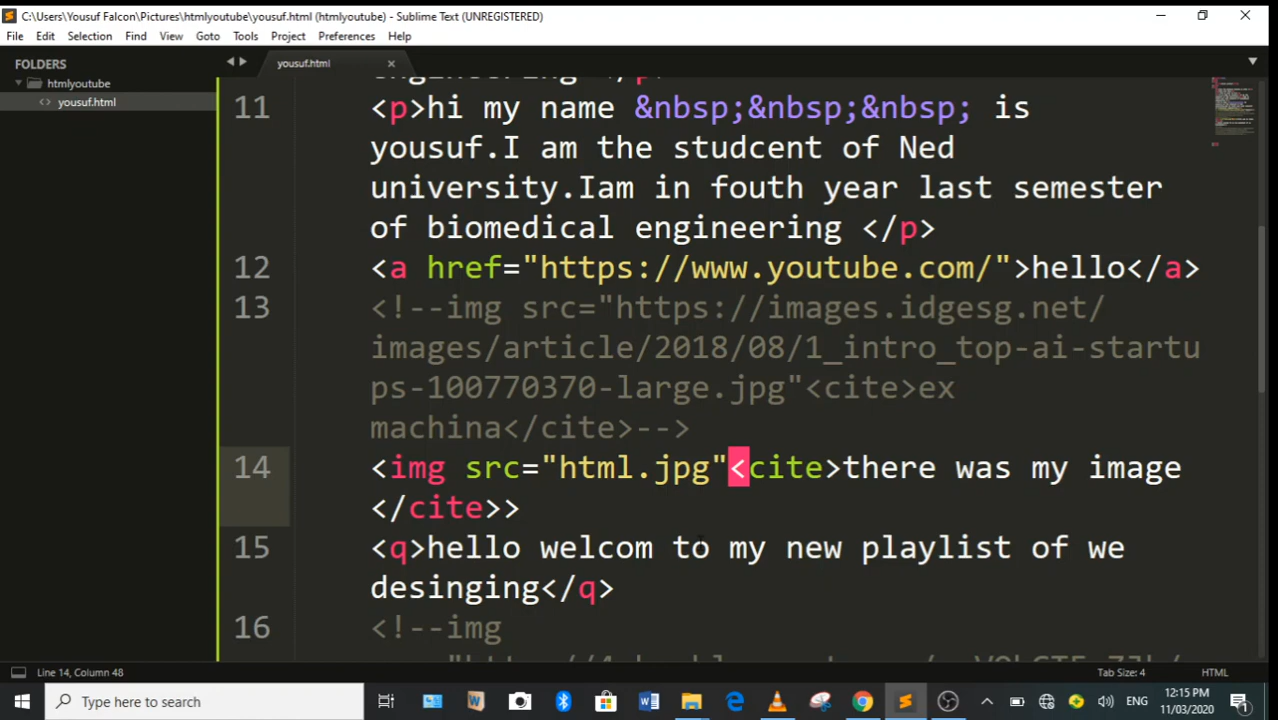 C:\Users\Yousuf Falcon\Pictures\htmlyoutube\yousuf.html (htmlyoutube) - Sublime Text (UNREGISTERED)
File Edit Selection Find View Goto Tools Project Preferences Help
FOLDERS
htmlyoutube
<> yousuf.html
yousuf.html
engineering </p>
11 <p>hi my name &nbsp;&nbsp;&nbsp; is
yousuf.I am the studcent of Ned
university.Iam in fouth year last semester
of biomedical engineering </p>
12 <a href="https://www.youtube.com/">hello</a>
13 <!--img src="https://images.idgesg.net/
images/article/2018/08/1_intro_top-ai-startu
ps-100770370-large.jpg"<cite>ex
machina</cite>-->
14 <img src="html.jpg"<cite>there was my image
</cite>>
15 <q>hello welcom to my new playlist of we
desinging</q>
16 <!--img
Line 14, Column 48
Tab Size: 4
HTML
Type here to search
ENG
12:15 PM
11/03/2020
1